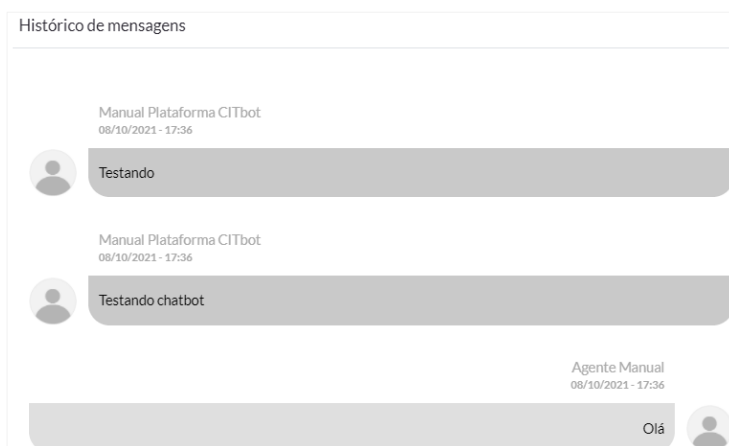 Histórico de mensagens
Manual Plataforma CITbot
08/10/2021 - 17:36
Testando
Manual Plataforma CITbot
08/10/2021 - 17:36
Testando chatbot
Agente Manual
08/10/2021 - 17:36
Olá